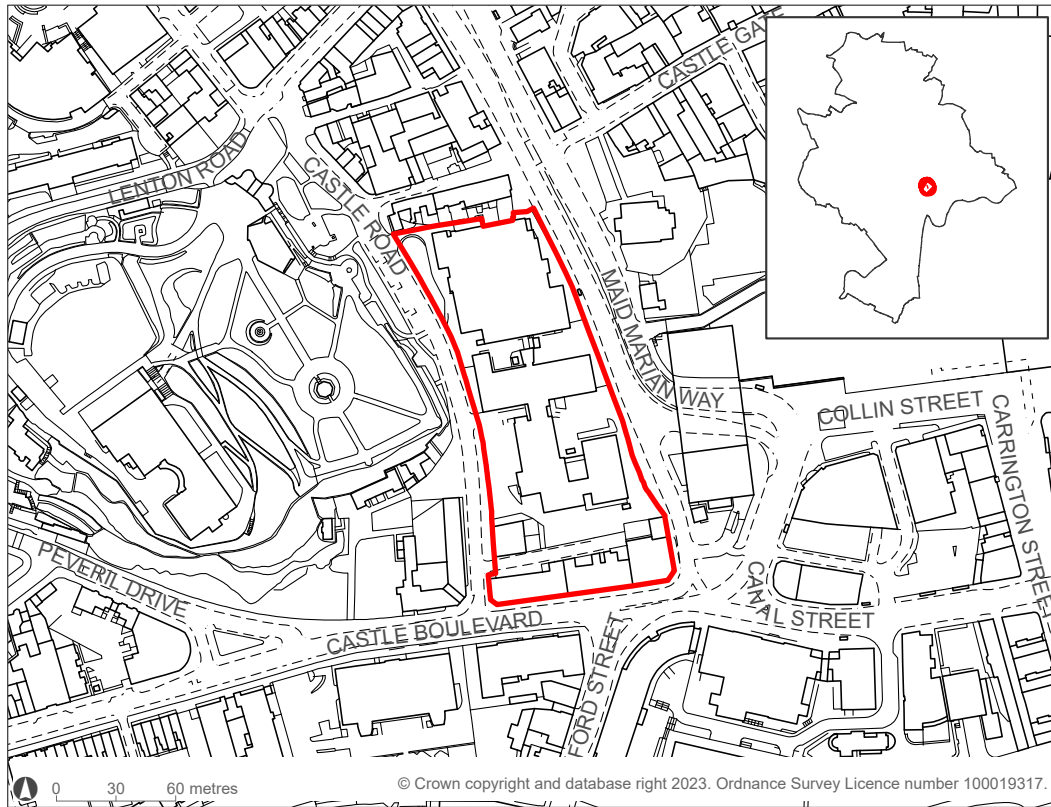 CASTLE GATE
LENTON ROAD
CASTLE ROAD
MAID MARIAN WAY
COLLIN STREET
CARRINGTON STREET
PEVERIL DRIVE
CANAL STREET
CASTLE BOULEVARD
FORD STREET
0 30 60 metres
© Crown copyright and database right 2023. Ordnance Survey Licence number 100019317.